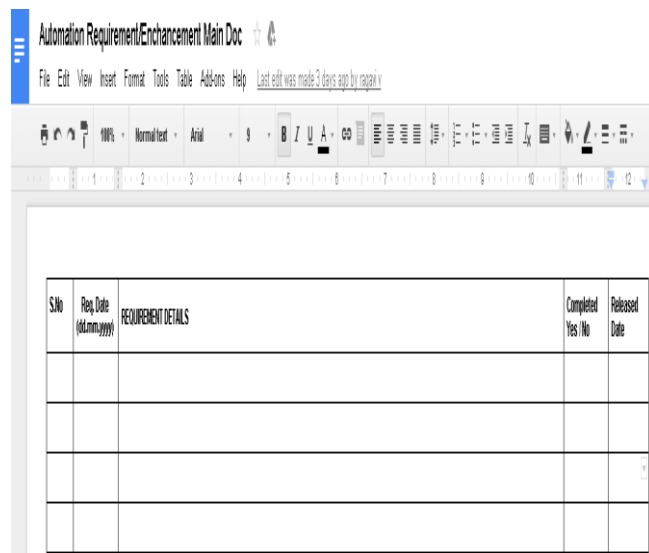 Automation Requirement/Enchancement Main Doc
File Edit View Insert Format Tools Table Add-ons Help Last edit was made 3 days ago by ragavi v
100% Normal text Arial 9 B I U A
1 2 3 4 5 6 7 8 9 10 11 12
S.No Req. Date REQUIREMENT DETAILS Completed Released
(dd.mm.yyyy) Yes / No Date